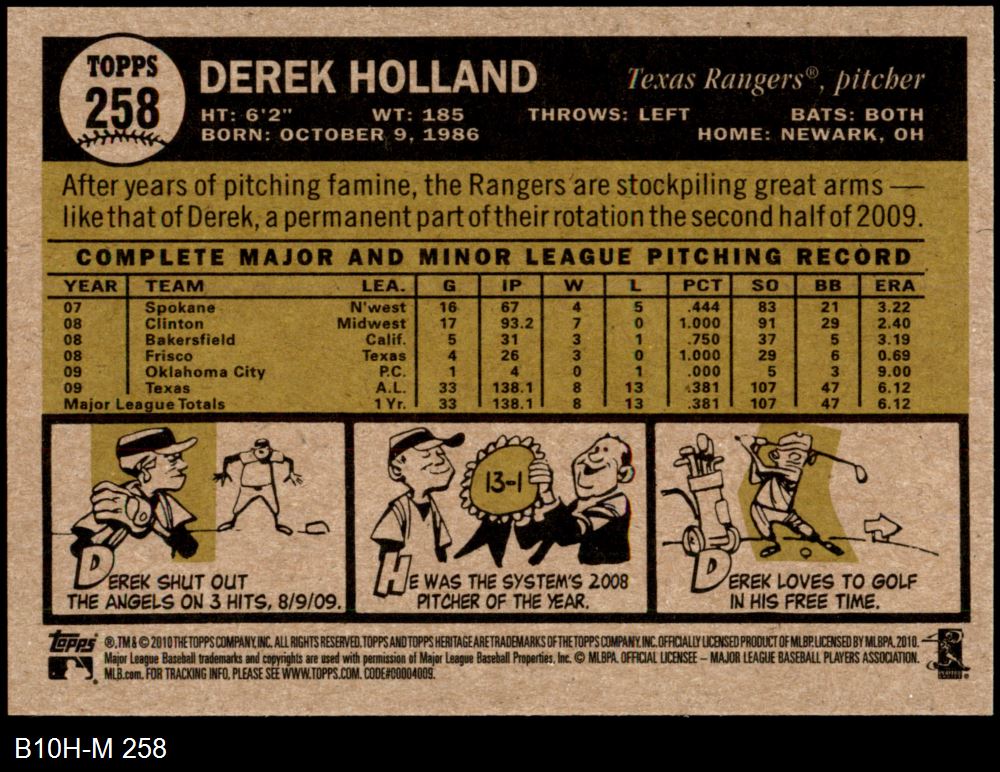 TOPPS
258
DEREK HOLLAND
Texas Rangers®, pitcher
HT: 6'2" WT: 185 THROWS: LEFT BATS: BOTH
BORN: OCTOBER 9, 1986 HOME: NEWARK, OH
After years of pitching famine, the Rangers are stockpiling great arms —
like that of Derek, a permanent part of their rotation the second half of 2009.
COMPLETE MAJOR AND MINOR LEAGUE PITCHING RECORD
YEAR TEAM LEA. G IP W L PCT SO BB ERA
07 Spokane N'west 16 67 4 5 .444 83 21 3.22
08 Clinton Midwest 17 93.2 7 0 1.000 91 29 2.40
08 Bakersfield Calif. 5 31 3 1 .750 37 5 3.19
08 Frisco Texas 4 26 3 0 1.000 29 6 0.69
09 Oklahoma City P.C. 1 4 0 1 .000 5 3 9.00
09 Texas A.L. 33 138.1 8 13 .381 107 47 6.12
Major League Totals 1 Yr. 33 138.1 8 13 .381 107 47 6.12
DEREK SHUT OUT
THE ANGELS ON 3 HITS, 8/9/09.
13-1
HE WAS THE SYSTEM'S 2008
PITCHER OF THE YEAR.
DEREK LOVES TO GOLF
IN HIS FREE TIME.
topps ®, TM & © 2010 THE TOPPS COMPANY, INC. ALL RIGHTS RESERVED. TOPPS AND TOPPS HERITAGE ARE TRADEMARKS OF THE TOPPS COMPANY, INC. OFFICIALLY LICENSED PRODUCT OF MLBP. LICENSED BY MLBPA, 2010.
Major League Baseball trademarks and copyrights are used with permission of Major League Baseball Properties, Inc. © MLBPA. OFFICIAL LICENSEE – MAJOR LEAGUE BASEBALL PLAYERS ASSOCIATION.
MLB.com. FOR TRACKING INFO, PLEASE SEE WWW.TOPPS.COM. CODE#00004009.
B10H-M 258